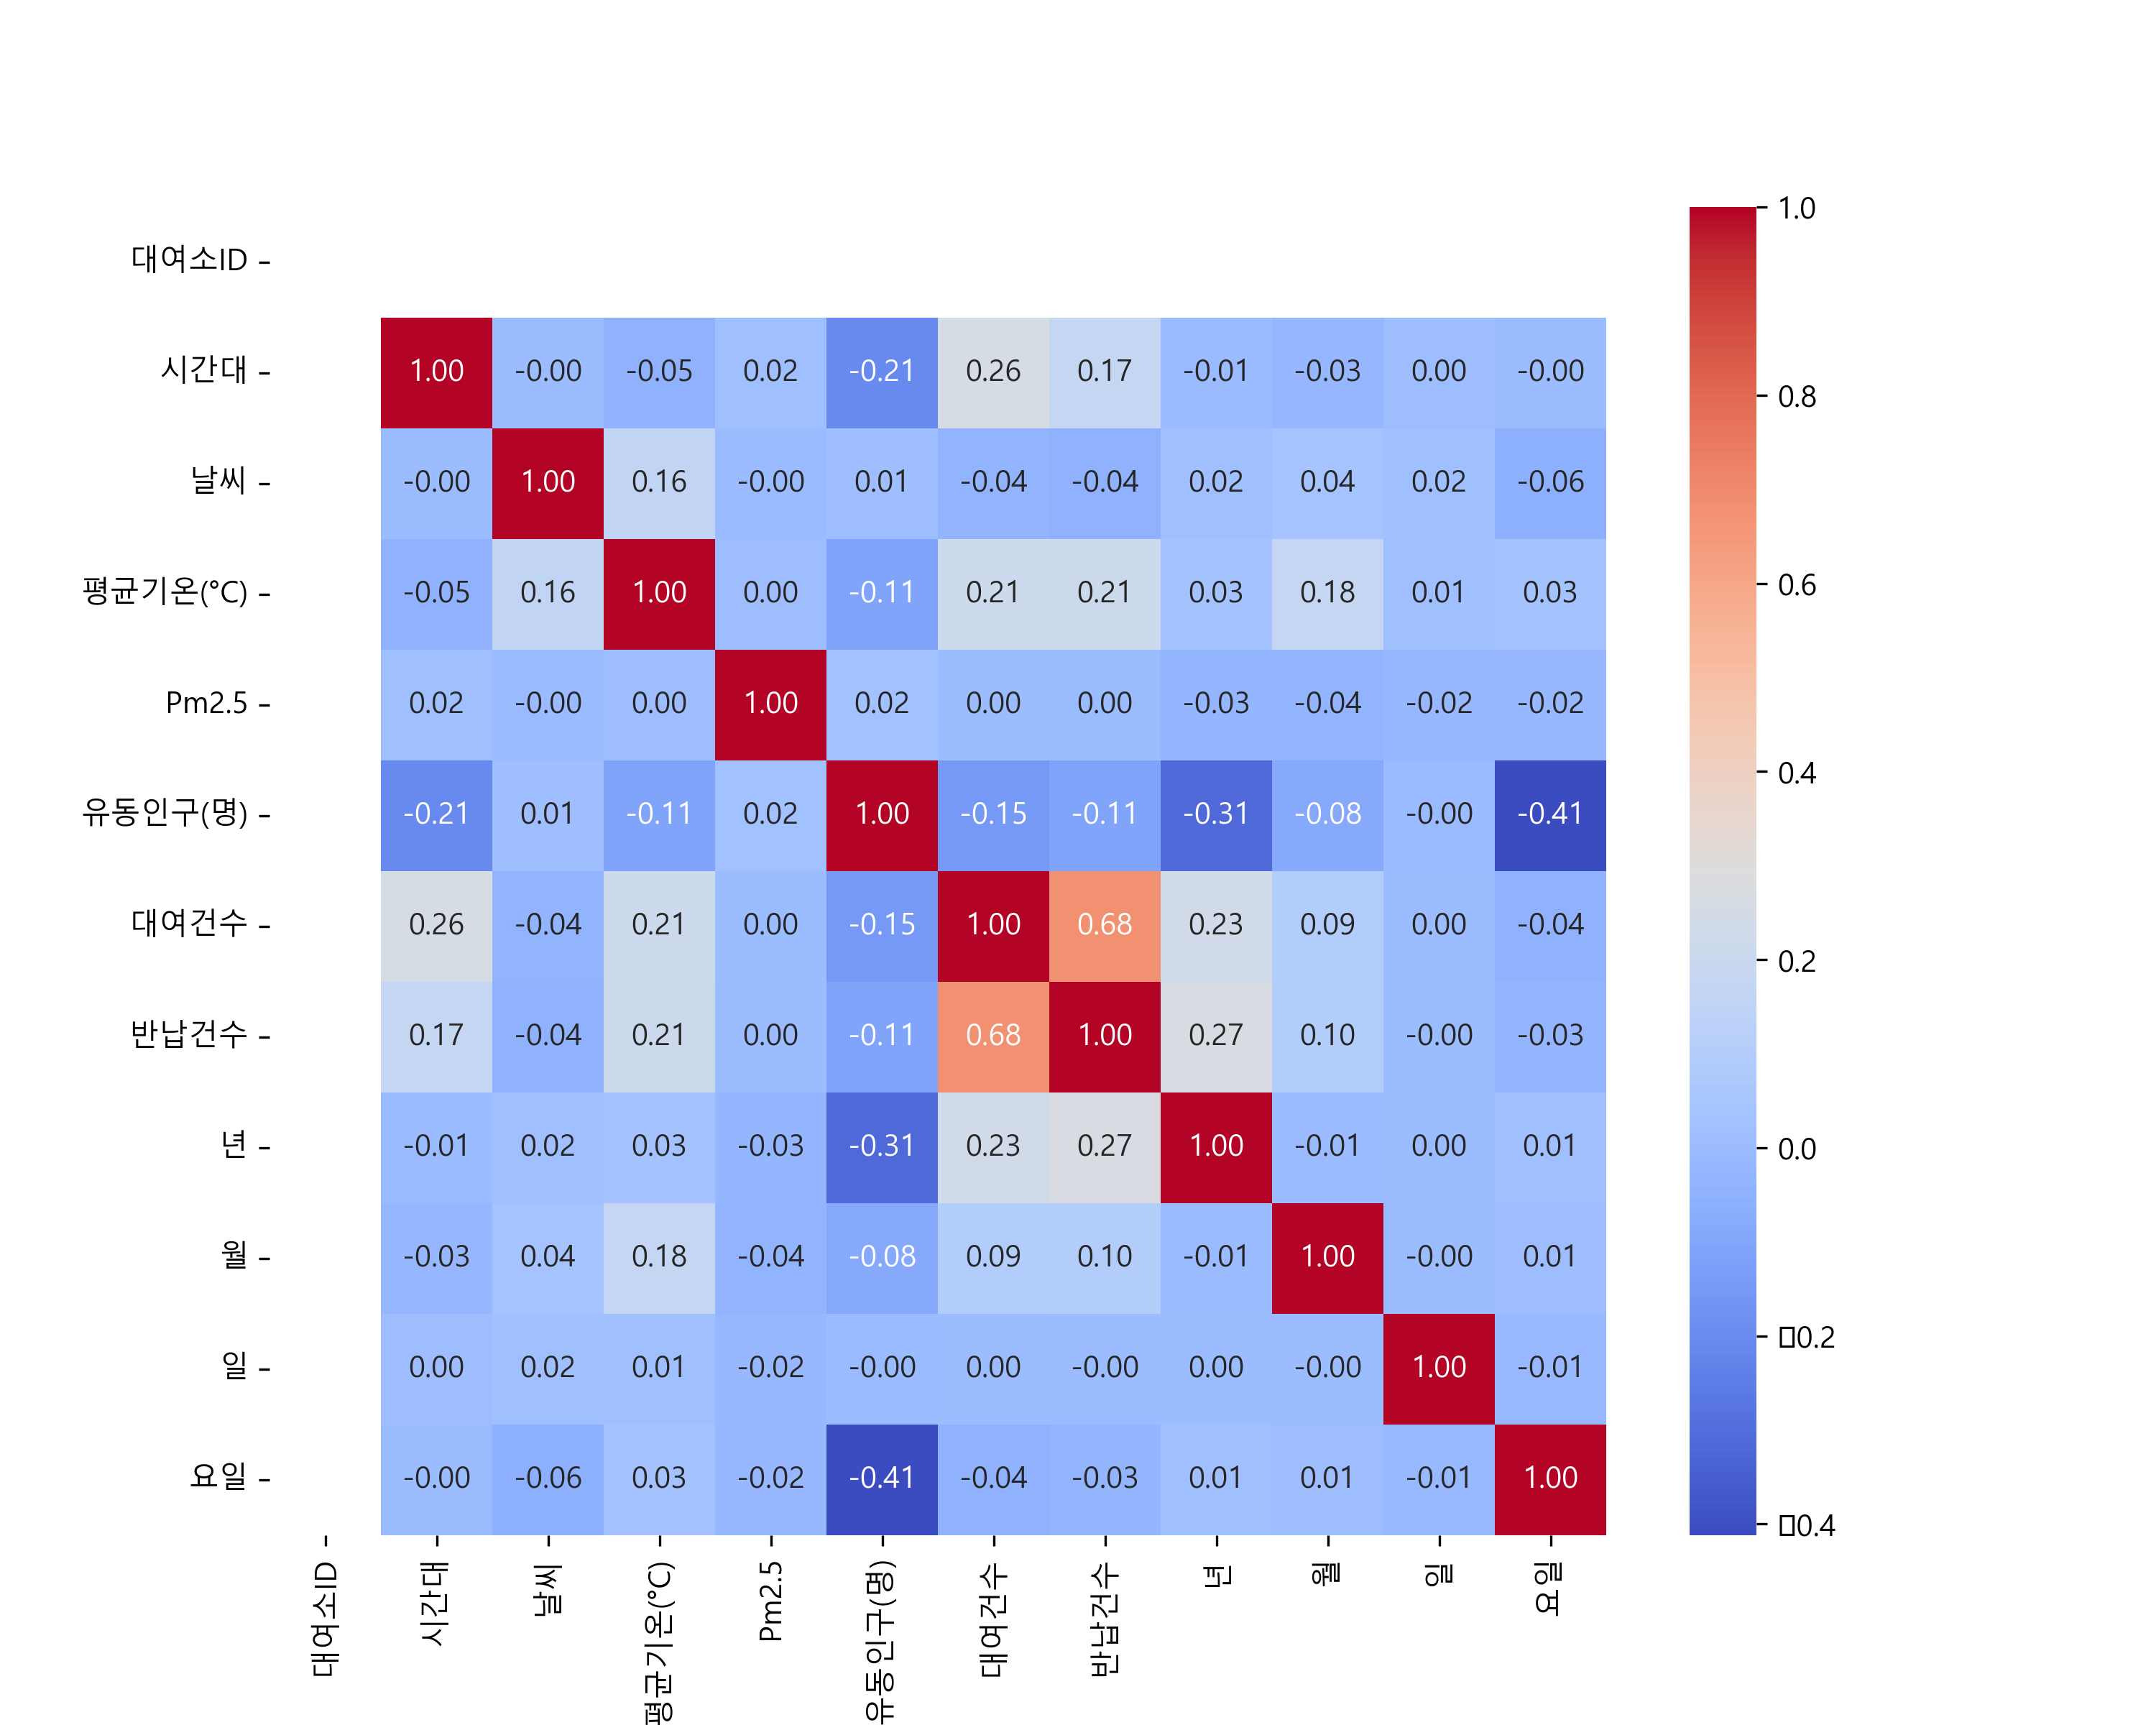 대여소ID
시간대 1.00 -0.00 -0.05 0.02 -0.21 0.26 0.17 -0.01 -0.03 0.00 -0.00
날씨 -0.00 1.00 0.16 -0.00 0.01 -0.04 -0.04 0.02 0.04 0.02 -0.06
평균기온(°C) -0.05 0.16 1.00 0.00 -0.11 0.21 0.21 0.03 0.18 0.01 0.03
Pm2.5 0.02 -0.00 0.00 1.00 0.02 0.00 0.00 -0.03 -0.04 -0.02 -0.02
유동인구(명) -0.21 0.01 -0.11 0.02 1.00 -0.15 -0.11 -0.31 -0.08 -0.00 -0.41
대여건수 0.26 -0.04 0.21 0.00 -0.15 1.00 0.68 0.23 0.09 0.00 -0.04
반납건수 0.17 -0.04 0.21 0.00 -0.11 0.68 1.00 0.27 0.10 -0.00 -0.03
년 -0.01 0.02 0.03 -0.03 -0.31 0.23 0.27 1.00 -0.01 0.00 0.01
월 -0.03 0.04 0.18 -0.04 -0.08 0.09 0.10 -0.01 1.00 -0.00 0.01
일 0.00 0.02 0.01 -0.02 -0.00 0.00 -0.00 0.00 -0.00 1.00 -0.01
요일 -0.00 -0.06 0.03 -0.02 -0.41 -0.04 -0.03 0.01 0.01 -0.01 1.00
대여소ID
시간대
날씨
평균기온(°C)
Pm2.5
유동인구(명)
대여건수
반납건수
년
월
일
요일
1.0
0.8
0.6
0.4
0.2
0.0
▯0.2
▯0.4